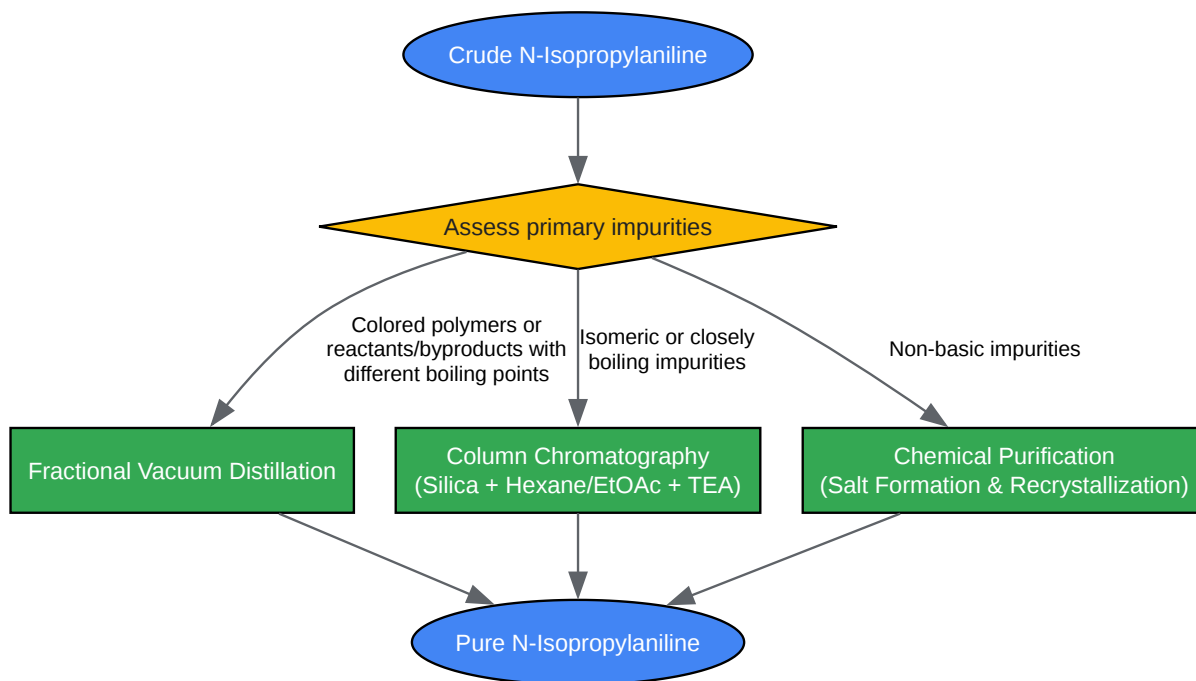 Crude N-Isopropylaniline
Assess primary impurities
Colored polymers or
reactants/byproducts with
different boiling points
Isomeric or closely
boiling impurities
Non-basic impurities
Fractional Vacuum Distillation
Column Chromatography
(Silica + Hexane/EtOAc + TEA)
Chemical Purification
(Salt Formation & Recrystallization)
Pure N-Isopropylaniline